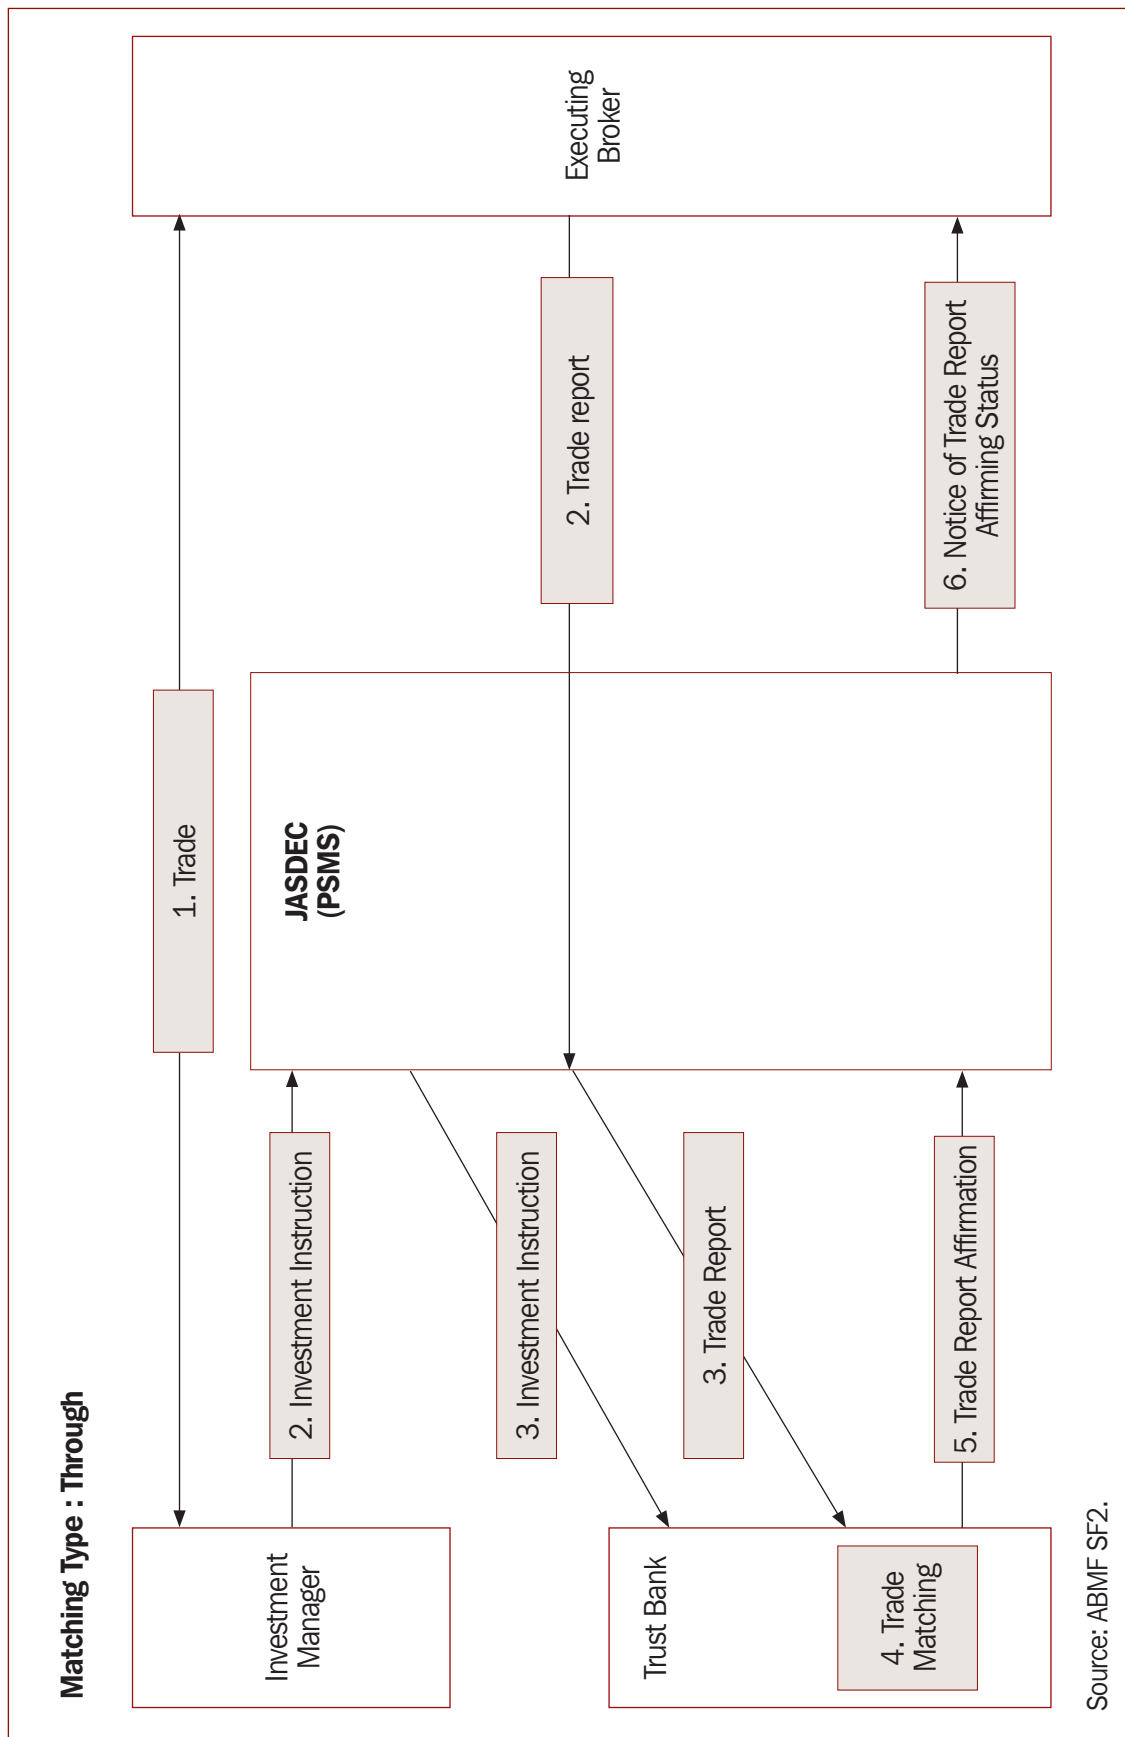 Matching Type : Through
1. Trade
Investment
Manager
2. Investment Instruction
JASDEC
(PSMS)
Executing
Broker
2. Trade report
3. Investment Instruction
3. Trade Report
Trust Bank
4. Trade
Matching
5. Trade Report Affirmation
6. Notice of Trade Report
Affirming Status
Source: ABMF SF2.